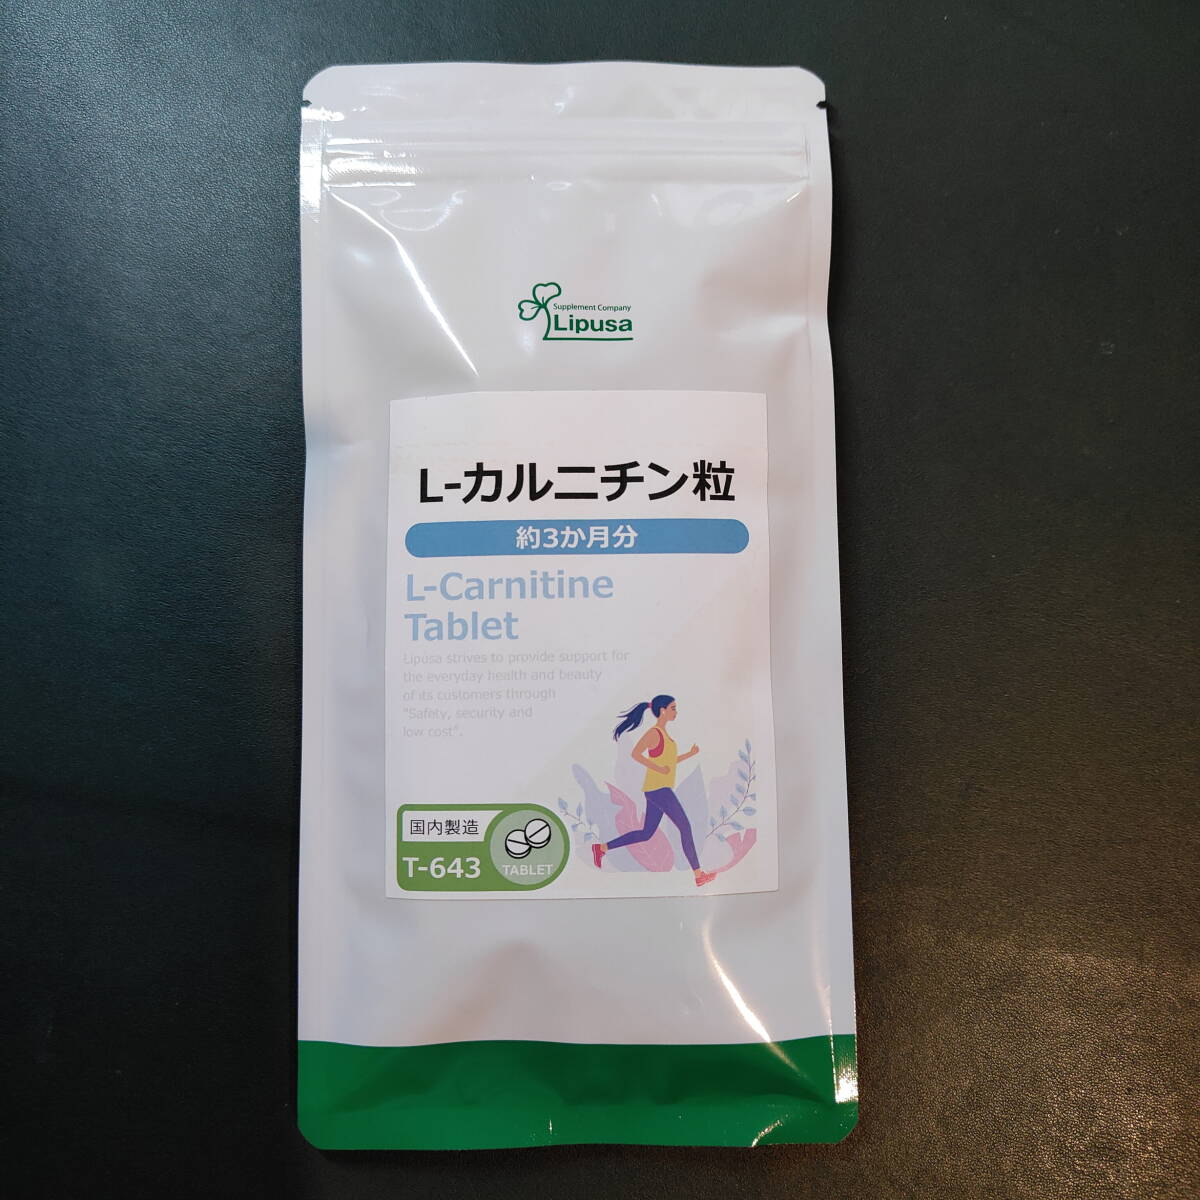 Supplement Company
Lipusa
L-カルニチン粒
約3か月分
L-Carnitine
Tablet
Lipusa strives to provide support for
the everyday health and beauty
of its customers through
"Safety, security and
low cost".
国内製造
T-643
TABLET